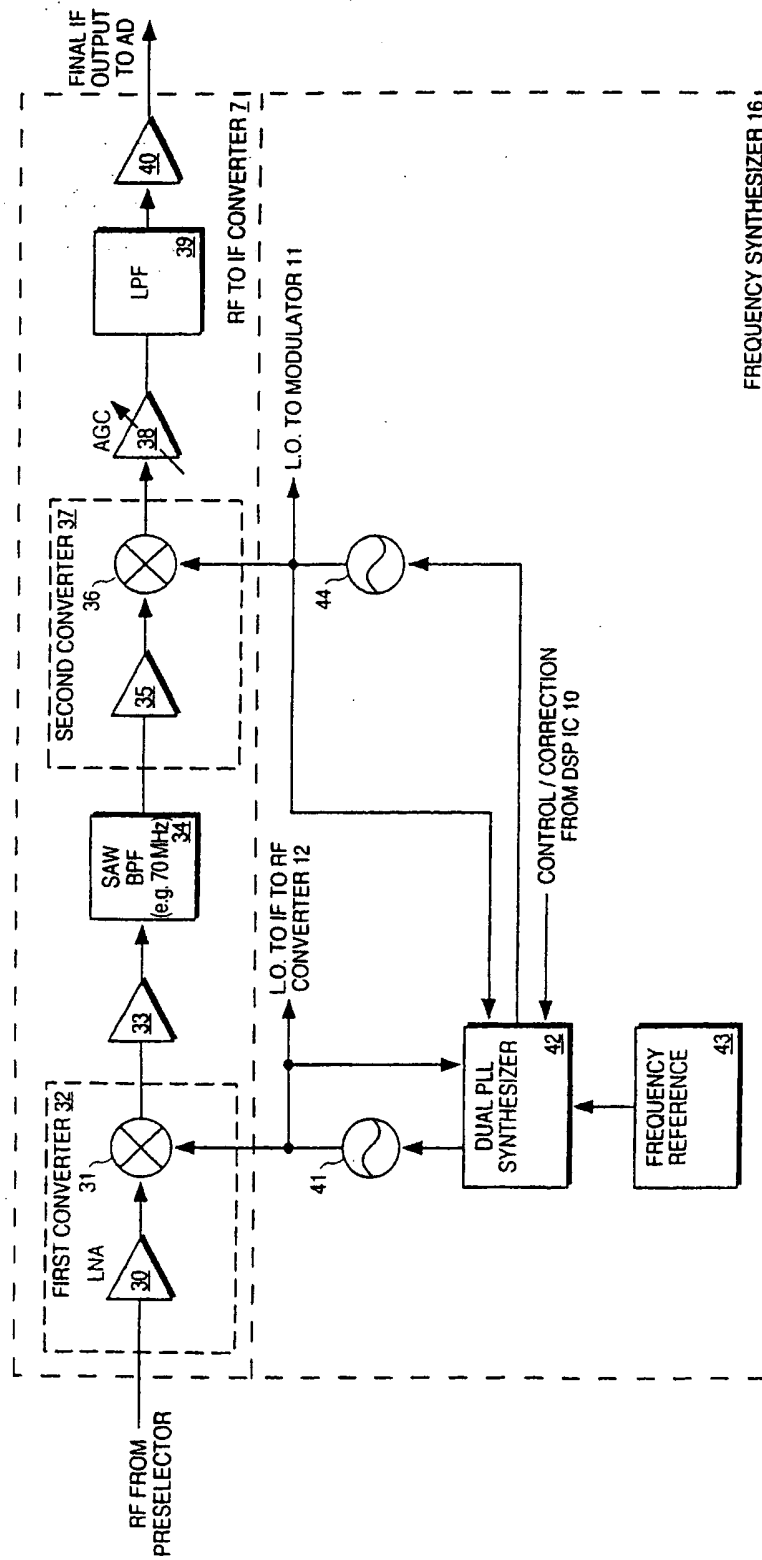 RF FROM
PRESELECTOR
FIRST CONVERTER 32
LNA
30
31
33
SAW
BPF
(e.g. 70 MHz)
34
SECOND CONVERTER 37
35
36
AGC
38
LPF
39
40
FINAL IF
OUTPUT
TO AD
RF TO IF CONVERTER 7
L.O. TO IF TO RF
CONVERTER 12
L.O. TO MODULATOR 11
41
44
DUAL PLL
SYNTHESIZER
42
CONTROL / CORRECTION
FROM DSP IC 10
FREQUENCY
REFERENCE
43
FREQUENCY SYNTHESIZER 16